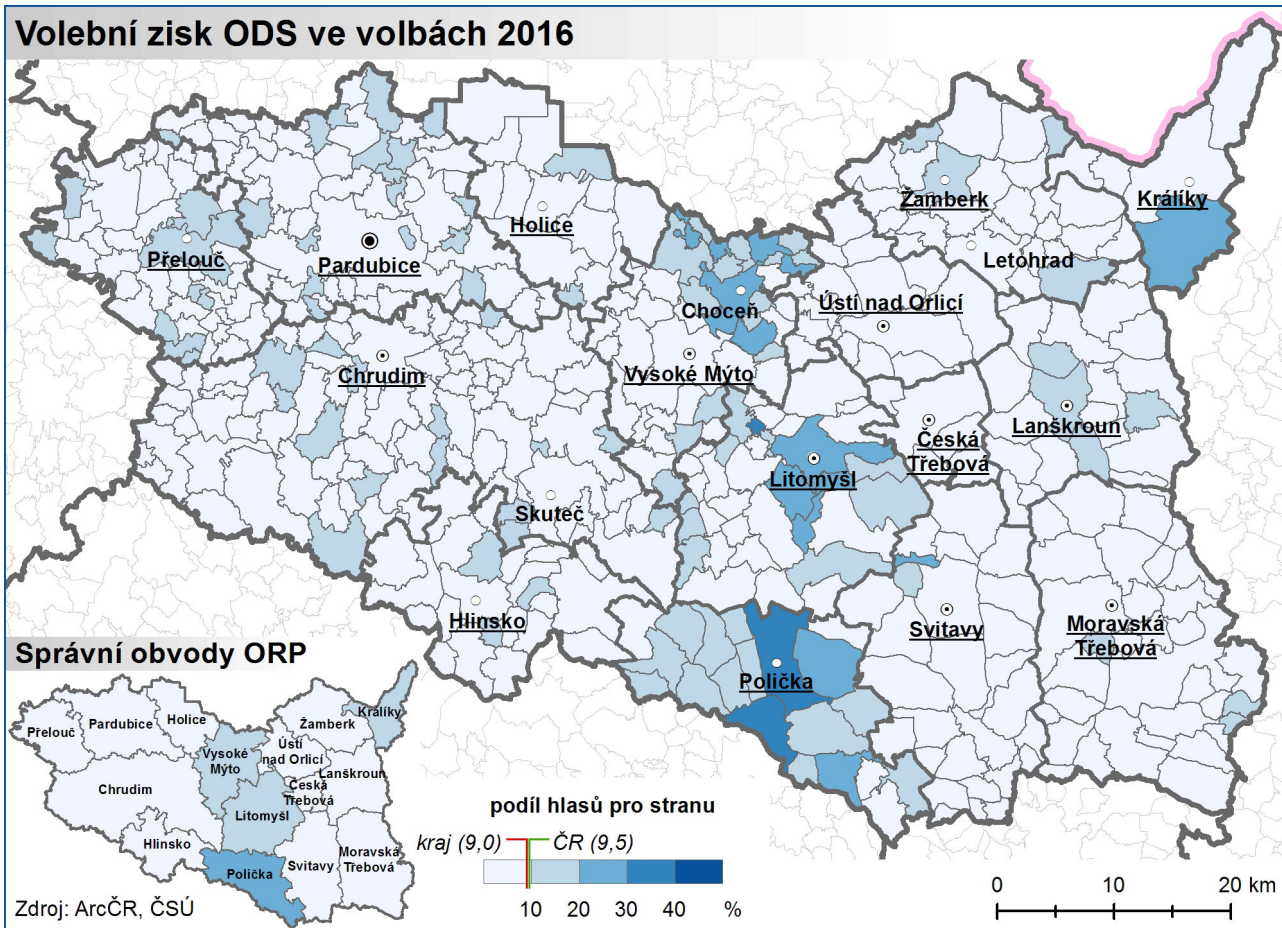 Volební zisk ODS ve volbách 2016
Žamberk
Králíky
Holice
Přelouč
Pardubice
Letohrad
Ústí nad Orlicí
Choceň
Chrudim
Vysoké Mýto
Lanškroun
Česká
Třebová
Litomyšl
Skuteč
Hlinsko
Svitavy
Moravská
Třebová
Polička
Správní obvody ORP
Přelouč
Pardubice
Holice
Králíky
Žamberk
Vysoké
Mýto
Ústí
nad Orlicí
Lanškroun
Česká
Třebová
Chrudim
Litomyšl
Hlinsko
Polička
Svitavy
Moravská
Třebová
Zdroj: ArcČR, ČSÚ
podíl hlasů pro stranu
kraj (9,0) ČR (9,5)
10 20 30 40 %
0 10 20 km